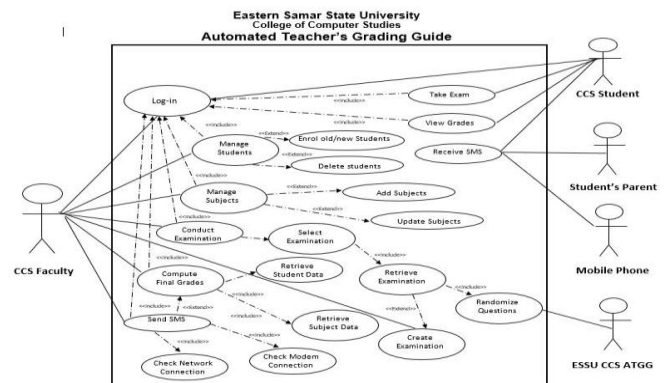 Eastern Samar State University
College of Computer Studies
Automated Teacher's Grading Guide
Log-in
Take Exam
<<include>>
CCS Student
View Grades
<<include>>
<<include>>
<<Extend>>
Enrol old/new Students
Manage
Students
Receive SMS
<<Extend>>
Delete students
<<include>>
Student's Parent
Manage
Subjects
<<Extend>>
Add Subjects
<<Extend>>
Update Subjects
Conduct
Examination
<<include>>
Select
Examination
<<include>>
CCS Faculty
<<include>>
Mobile Phone
Compute
Final Grades
<<include>>
Retrieve
Student Data
Retrieve
Examination
<<include>>
Randomize
Questions
<<include>>
<<include>>
<<include>>
<<Extend>>
Send SMS
Retrieve
Subject Data
<<include>>
<<include>>
Create
Examination
ESSU CCS ATGG
Check Network
Connection
Check Modem
Connection